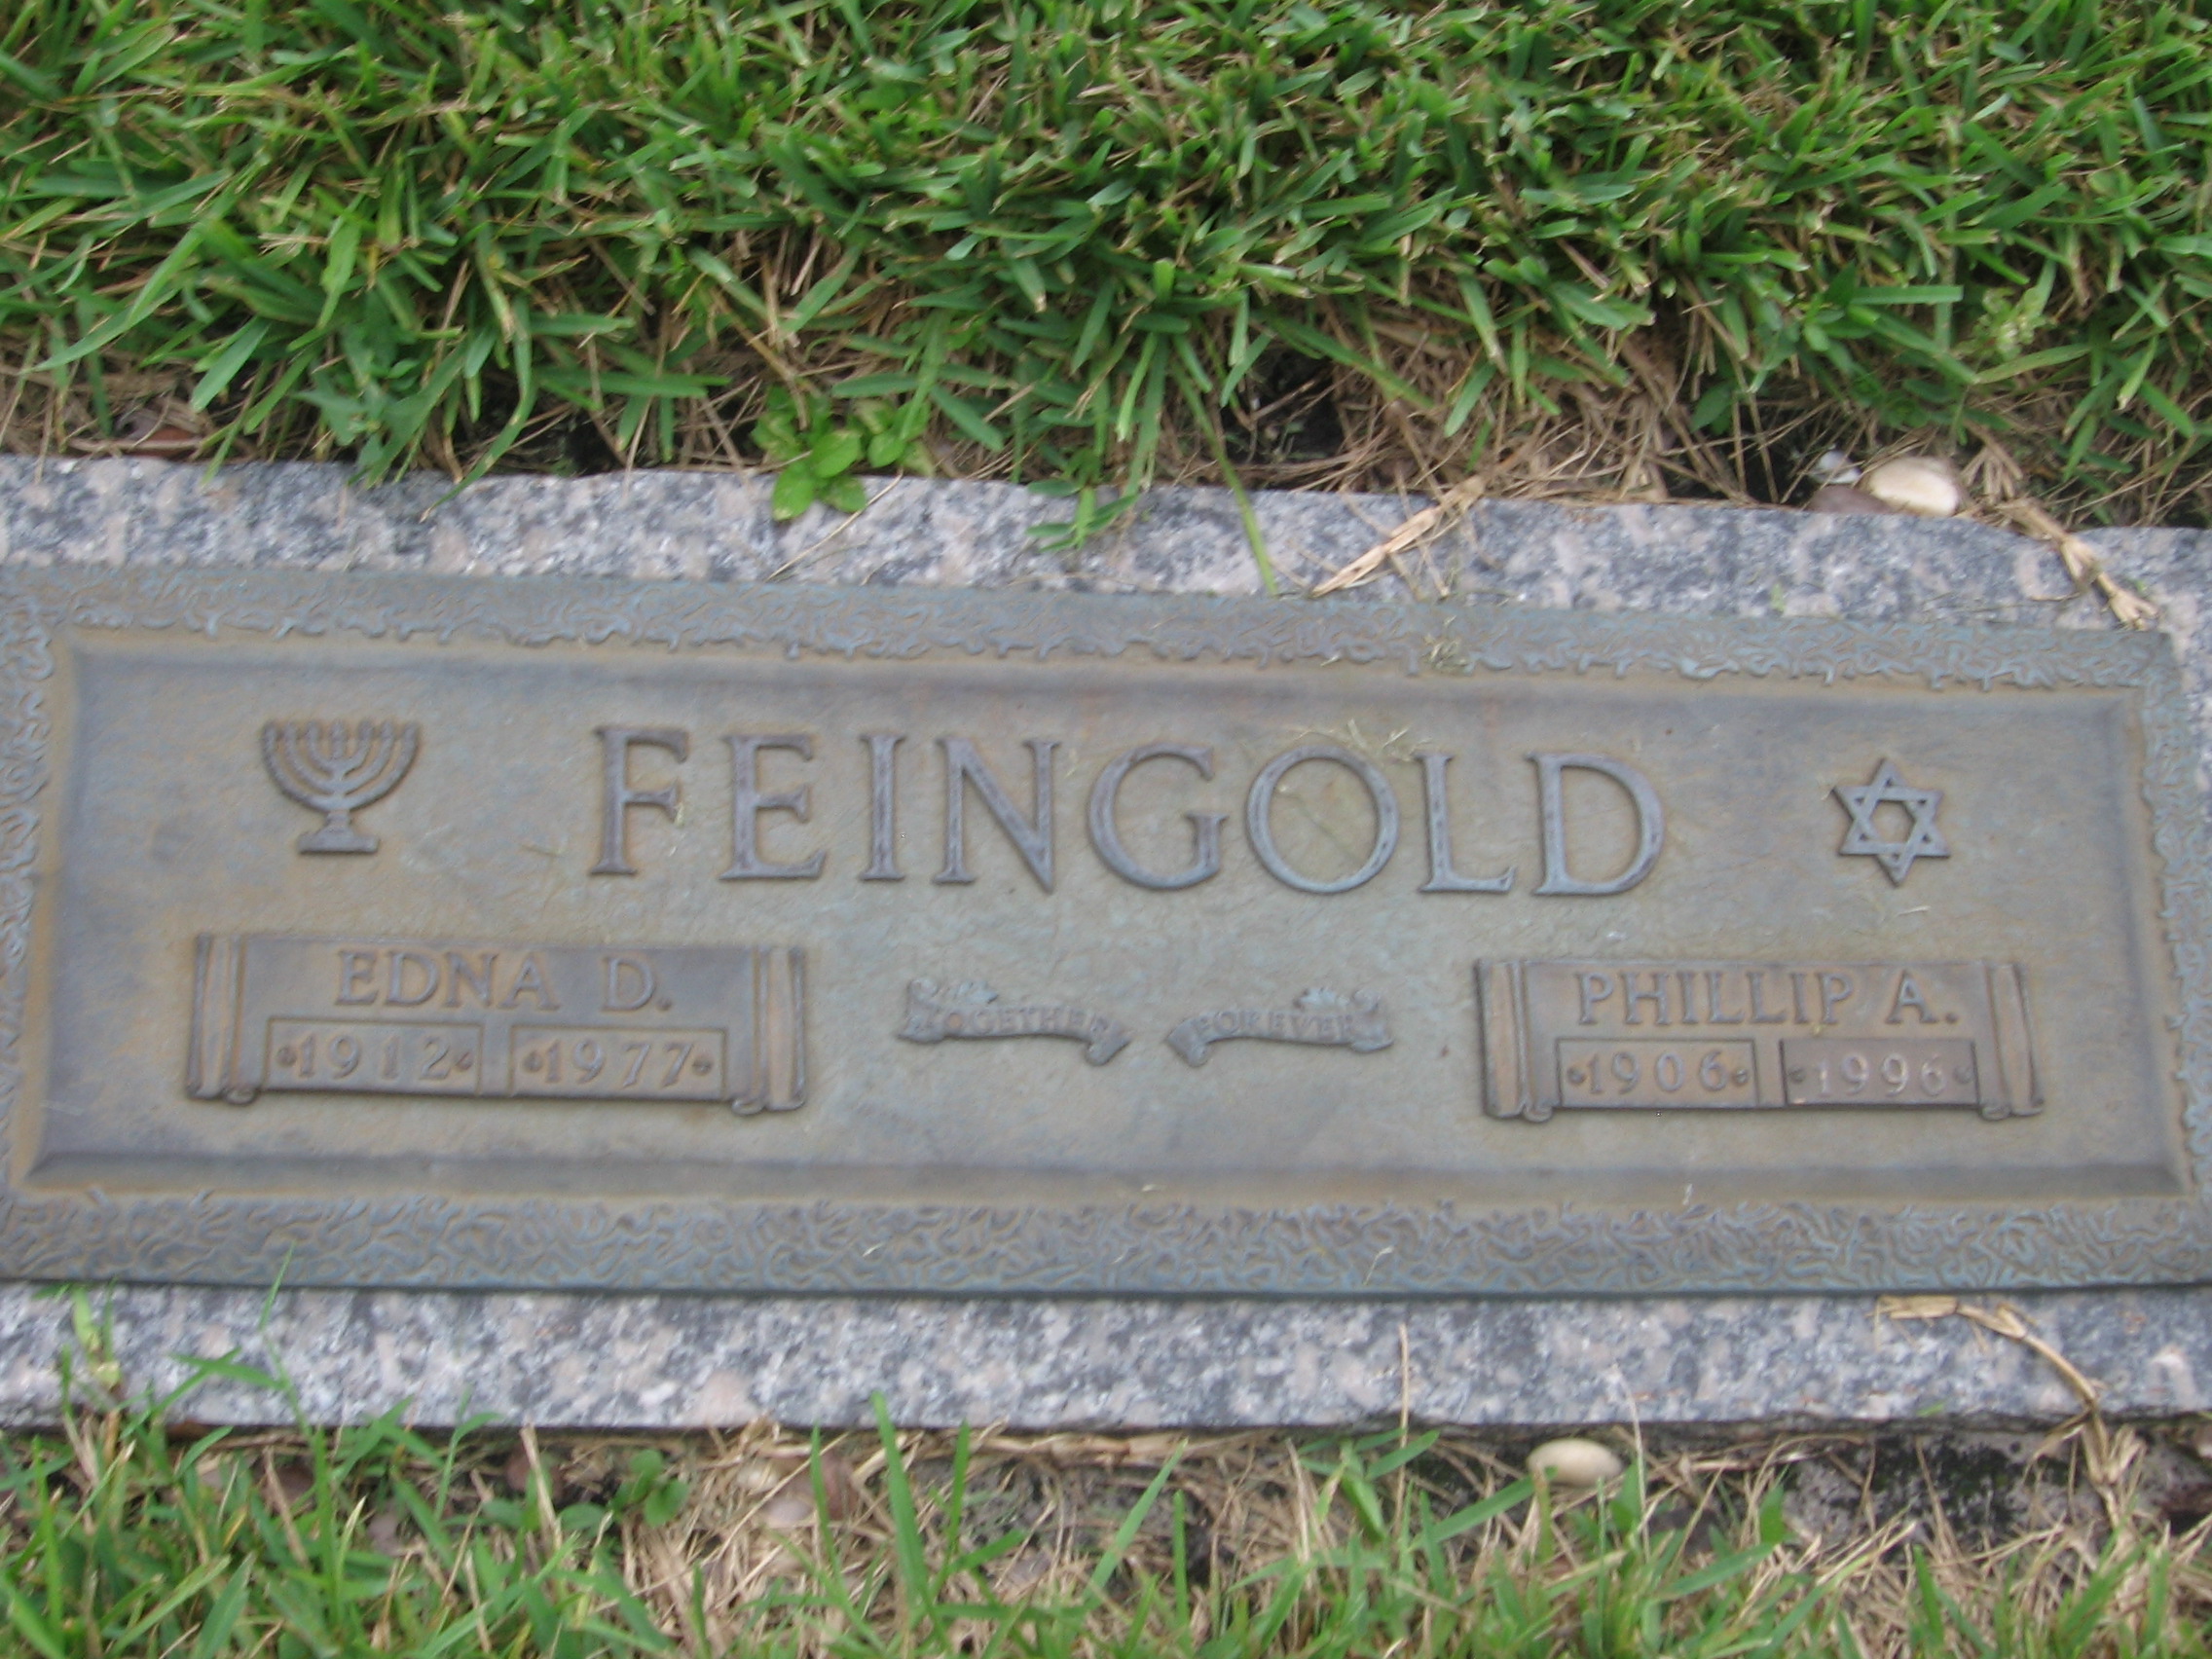 FEINGOLD
EDNA D.
1912 1977
TOGETHER FOREVER
PHILLIP A.
1906 1996